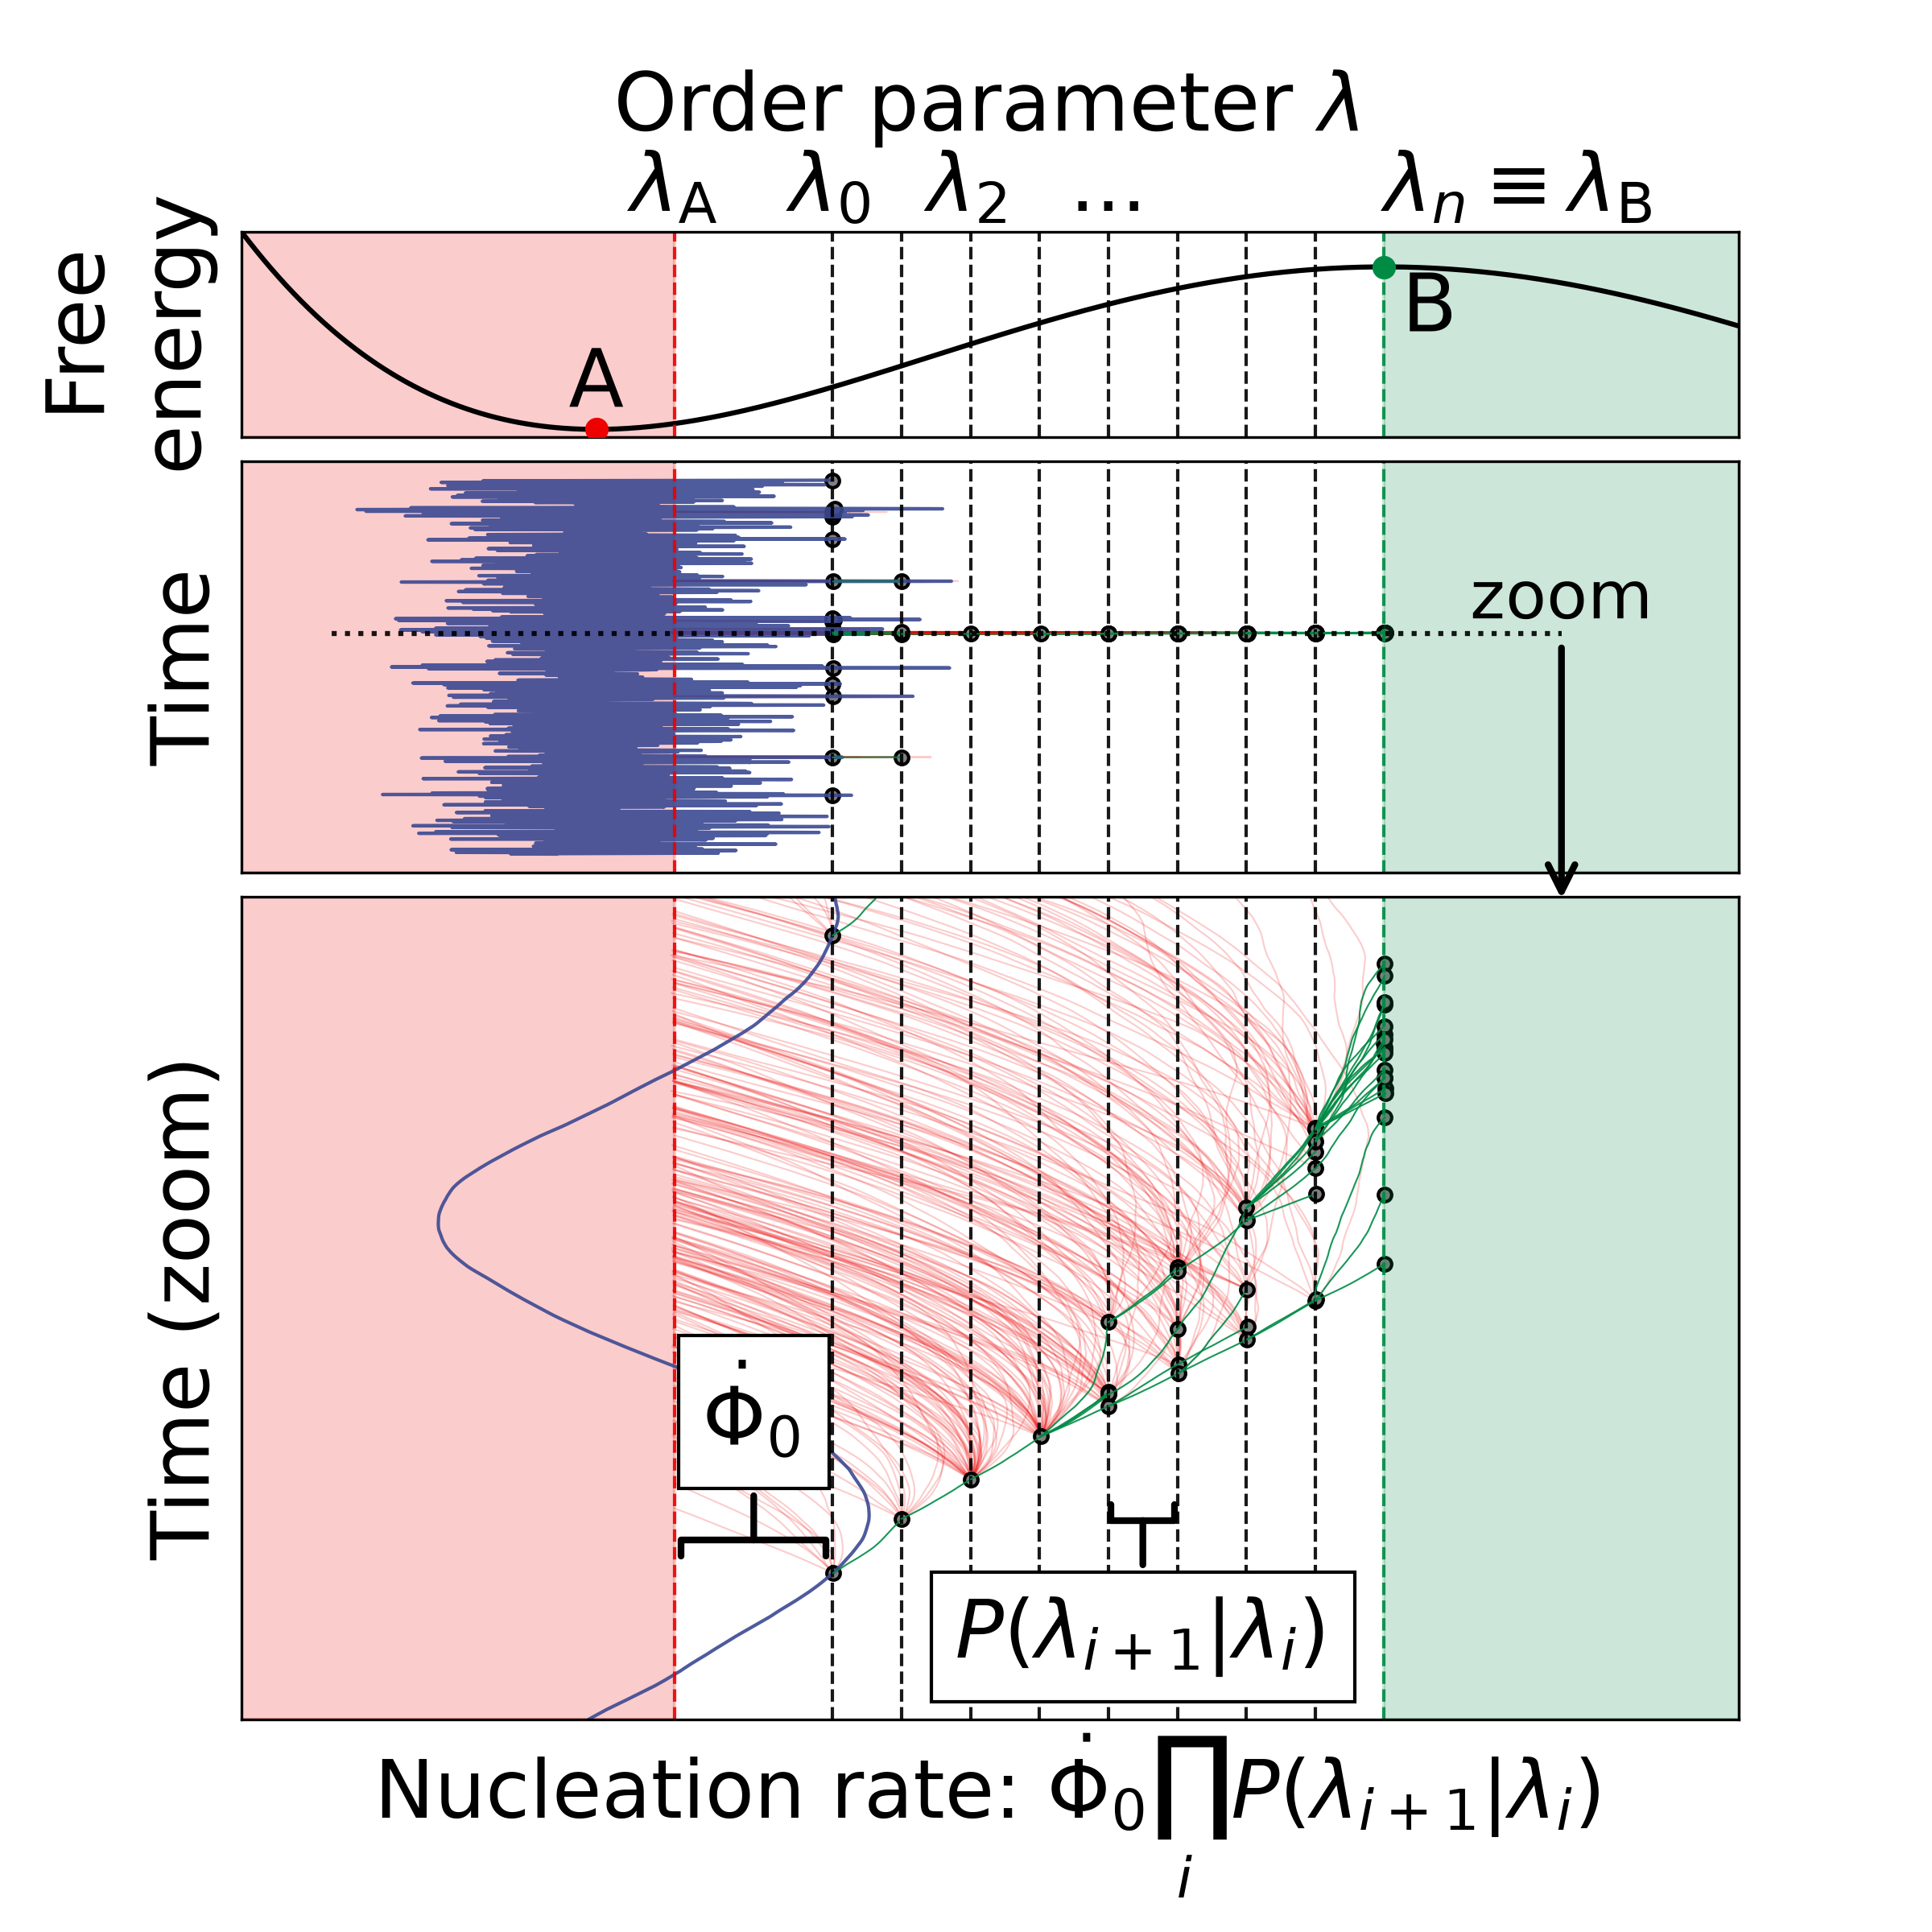 Order parameter λ
λ_A λ_0 λ_2 ... λ_n ≡ λ_B
Free
energy
A
B
Time
zoom
Time (zoom)
Φ̇_0
P(λ_{i+1}|λ_i)
Nucleation rate: Φ̇_0 ∏_i P(λ_{i+1}|λ_i)